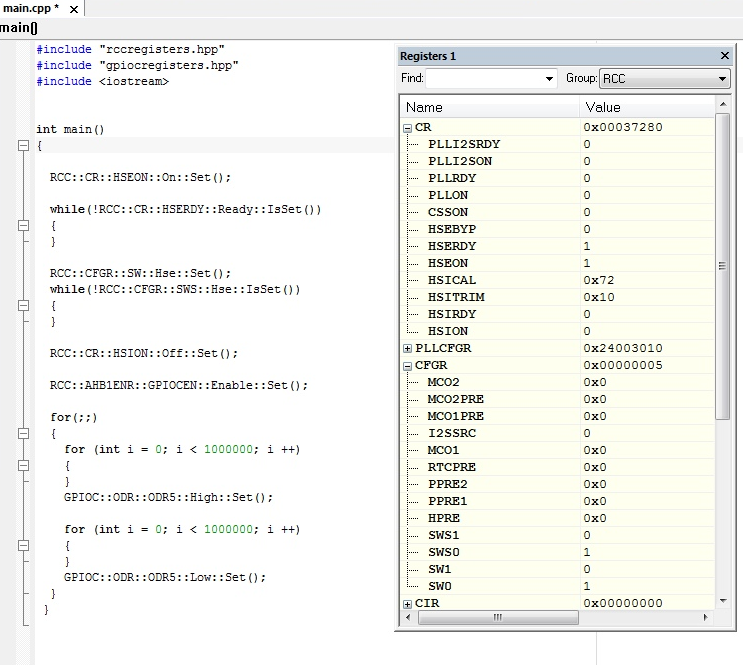 main.cpp * x
main()
#include "rccregisters.hpp"
#include "gpiocregisters.hpp"
#include <iostream>
int main()
{
RCC::CR::HSEON::On::Set();
while(!RCC::CR::HSERDY::Ready::IsSet())
{
}
RCC::CFGR::SW::Hse::Set();
while(!RCC::CFGR::SWS::Hse::IsSet())
{
}
RCC::CR::HSION::Off::Set();
RCC::AHB1ENR::GPIOCEN::Enable::Set();
for(;;)
{
for (int i = 0; i < 1000000; i ++)
{
}
GPIOC::ODR::ODR5::High::Set();
for (int i = 0; i < 1000000; i ++)
{
}
GPIOC::ODR::ODR5::Low::Set();
}
}
Registers 1
Find: Group: RCC
Name Value
CR 0x00037280
PLLI2SRDY 0
PLLI2SON 0
PLLRDY 0
PLLON 0
CSSON 0
HSEBYP 0
HSERDY 1
HSEON 1
HSICAL 0x72
HSITRIM 0x10
HSIRDY 0
HSION 0
PLLCFGR 0x24003010
CFGR 0x00000005
MCO2 0x0
MCO2PRE 0x0
MCO1PRE 0x0
I2SSRC 0
MCO1 0x0
RTCPRE 0x0
PPRE2 0x0
PPRE1 0x0
HPRE 0x0
SWS1 0
SWS0 1
SW1 0
SW0 1
CIR 0x00000000